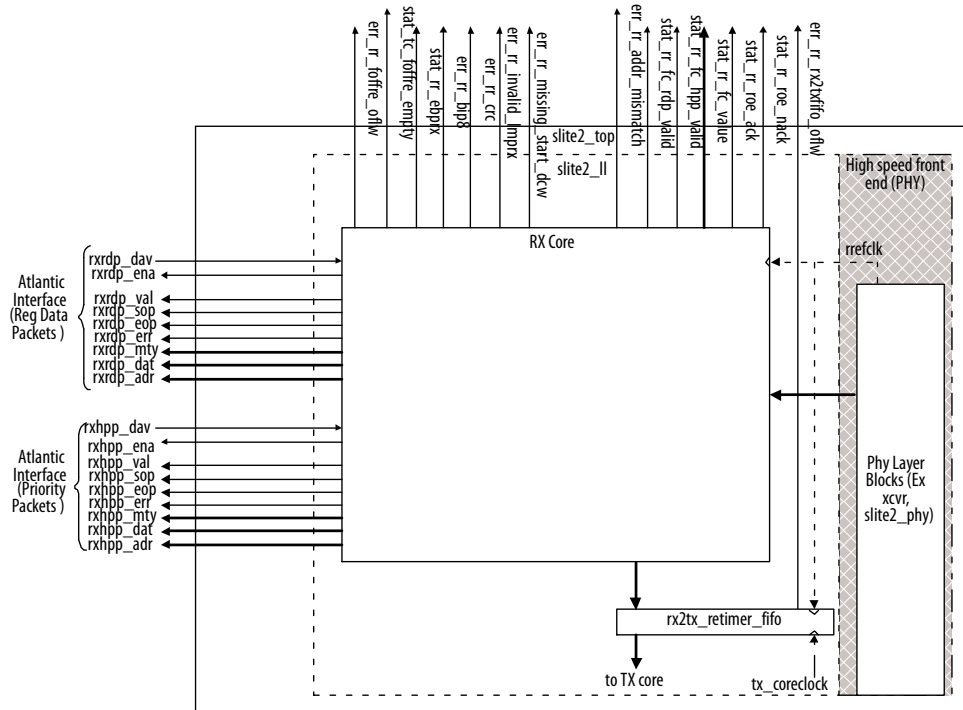 err_rr_foffre_oflw
stat_tc_foffre_empty
stat_rr_ebprx
err_rr_bip8
err_rr_crc
err_rr_invalid_lmprx
err_rr_missing_start_dcw
err_rr_addr_mismatch
stat_rr_fc_rdp_valid
stat_rr_fc_hpp_valid
stat_rr_fc_value
stat_rr_roe_ack
stat_rr_roe_nack
err_rr_rx2txfifo_oflw
slite2_top
slite2_ll
High speed front
end (PHY)
RX Core
rrefclk
Atlantic
Interface
(Reg Data
Packets )
rxrdp_dav
rxrdp_ena
rxrdp_val
rxrdp_sop
rxrdp_eop
rxrdp_err
rxrdp_mty
rxrdp_dat
rxrdp_adr
Atlantic
Interface
(Priority
Packets )
rxhpp_dav
rxhpp_ena
rxhpp_val
rxhpp_sop
rxhpp_eop
rxhpp_err
rxhpp_mty
rxhpp_dat
rxhpp_adr
Phy Layer
Blocks (Ex
xcvr,
slite2_phy)
rx2tx_retimer_fifo
to TX core
tx_coreclock